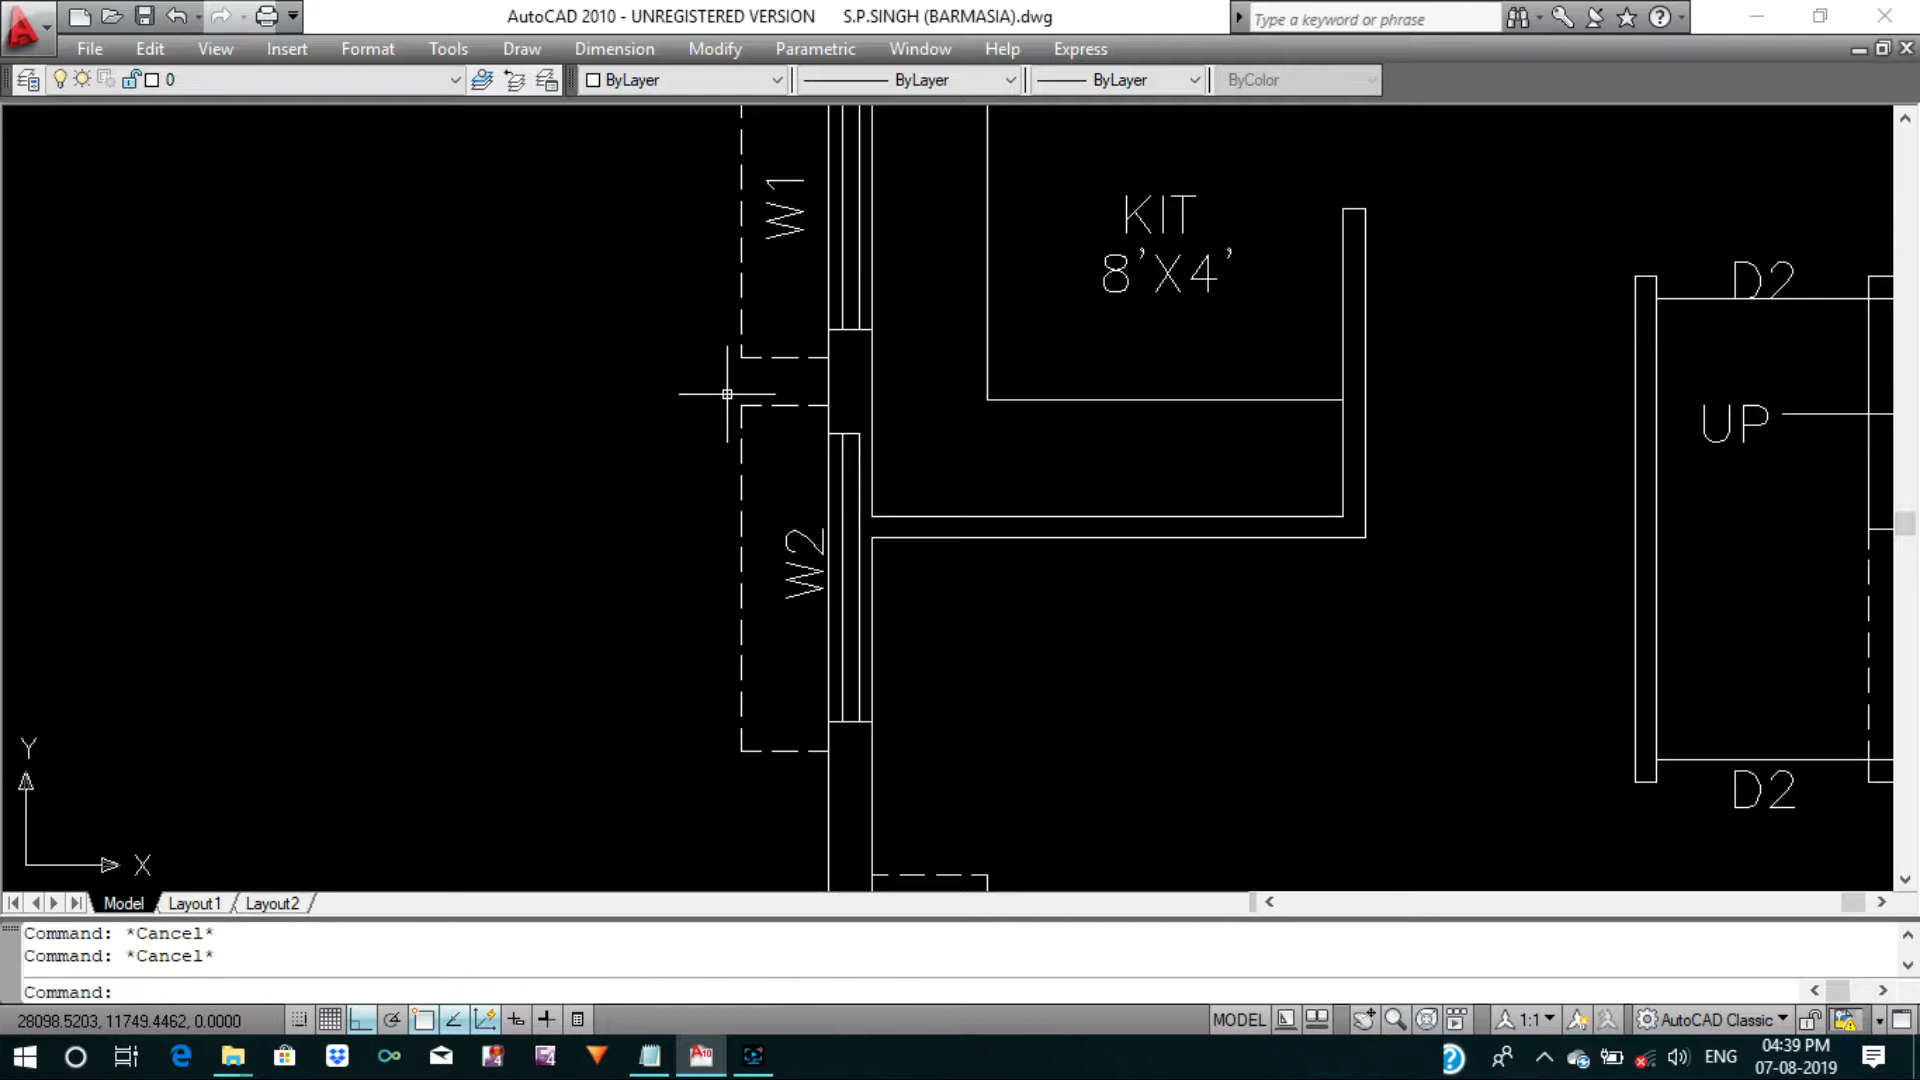 AutoCAD 2010 - UNREGISTERED VERSION S.P.SINGH (BARMASIA).dwg
Type a keyword or phrase
File Edit View Insert Format Tools Draw Dimension Modify Parametric Window Help Express
0 ByLayer ByLayer ByLayer ByColor
W1
KIT
8'X4'
D2
UP
W2
D2
Y
X
Model Layout1 Layout2
Command: *Cancel*
Command: *Cancel*
Command:
28098.5203, 11749.4462, 0.0000 MODEL 1:1 AutoCAD Classic
ENG 04:39 PM
07-08-2019